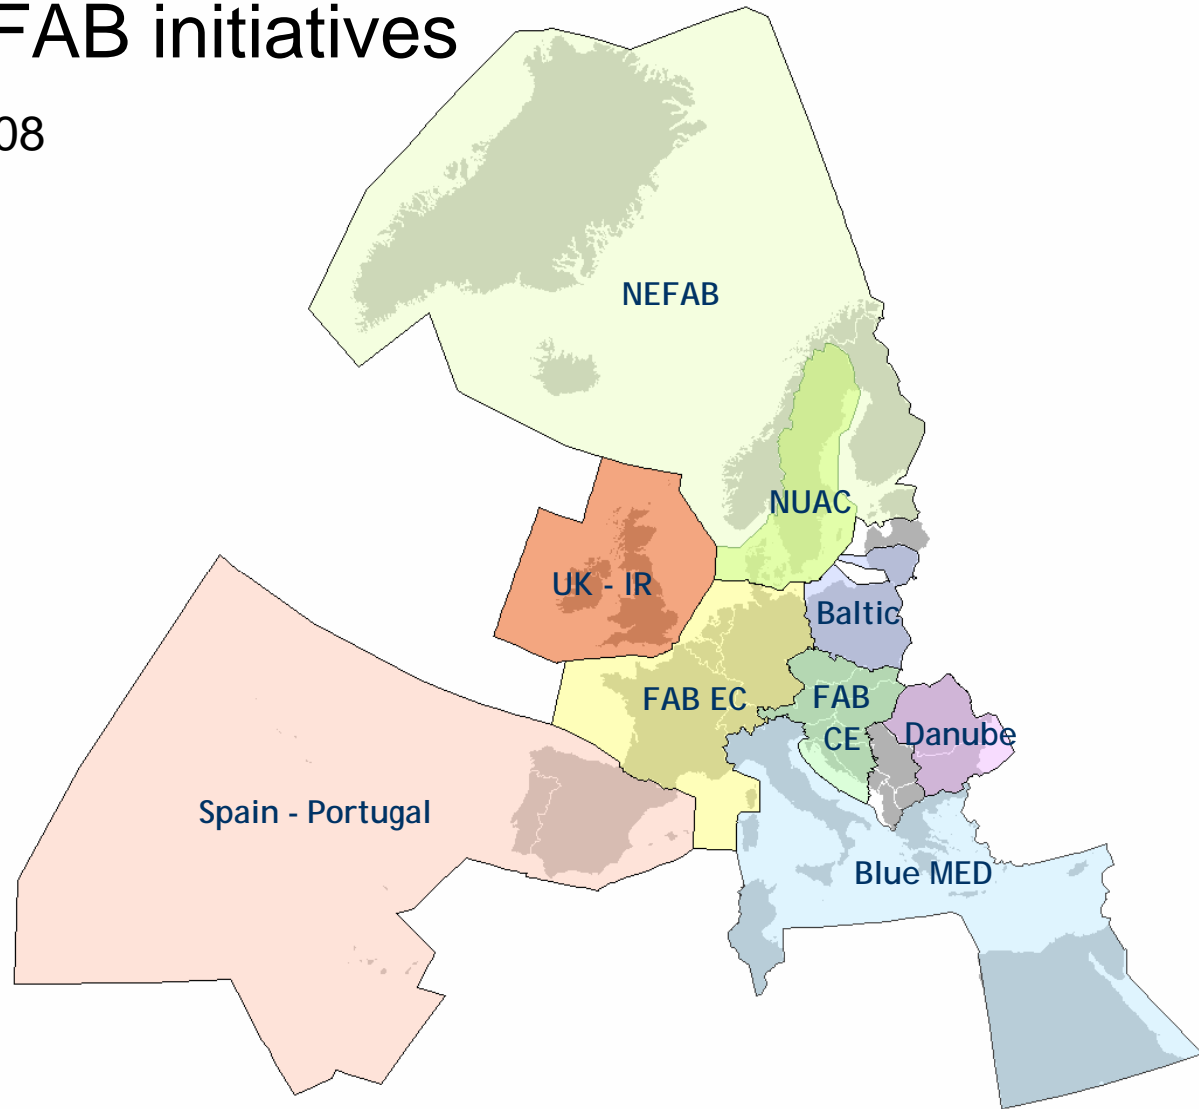 FAB initiatives
08
NEFAB
NUAC
UK - IR
Baltic
FAB EC
FAB
CE
Danube
Spain - Portugal
Blue MED